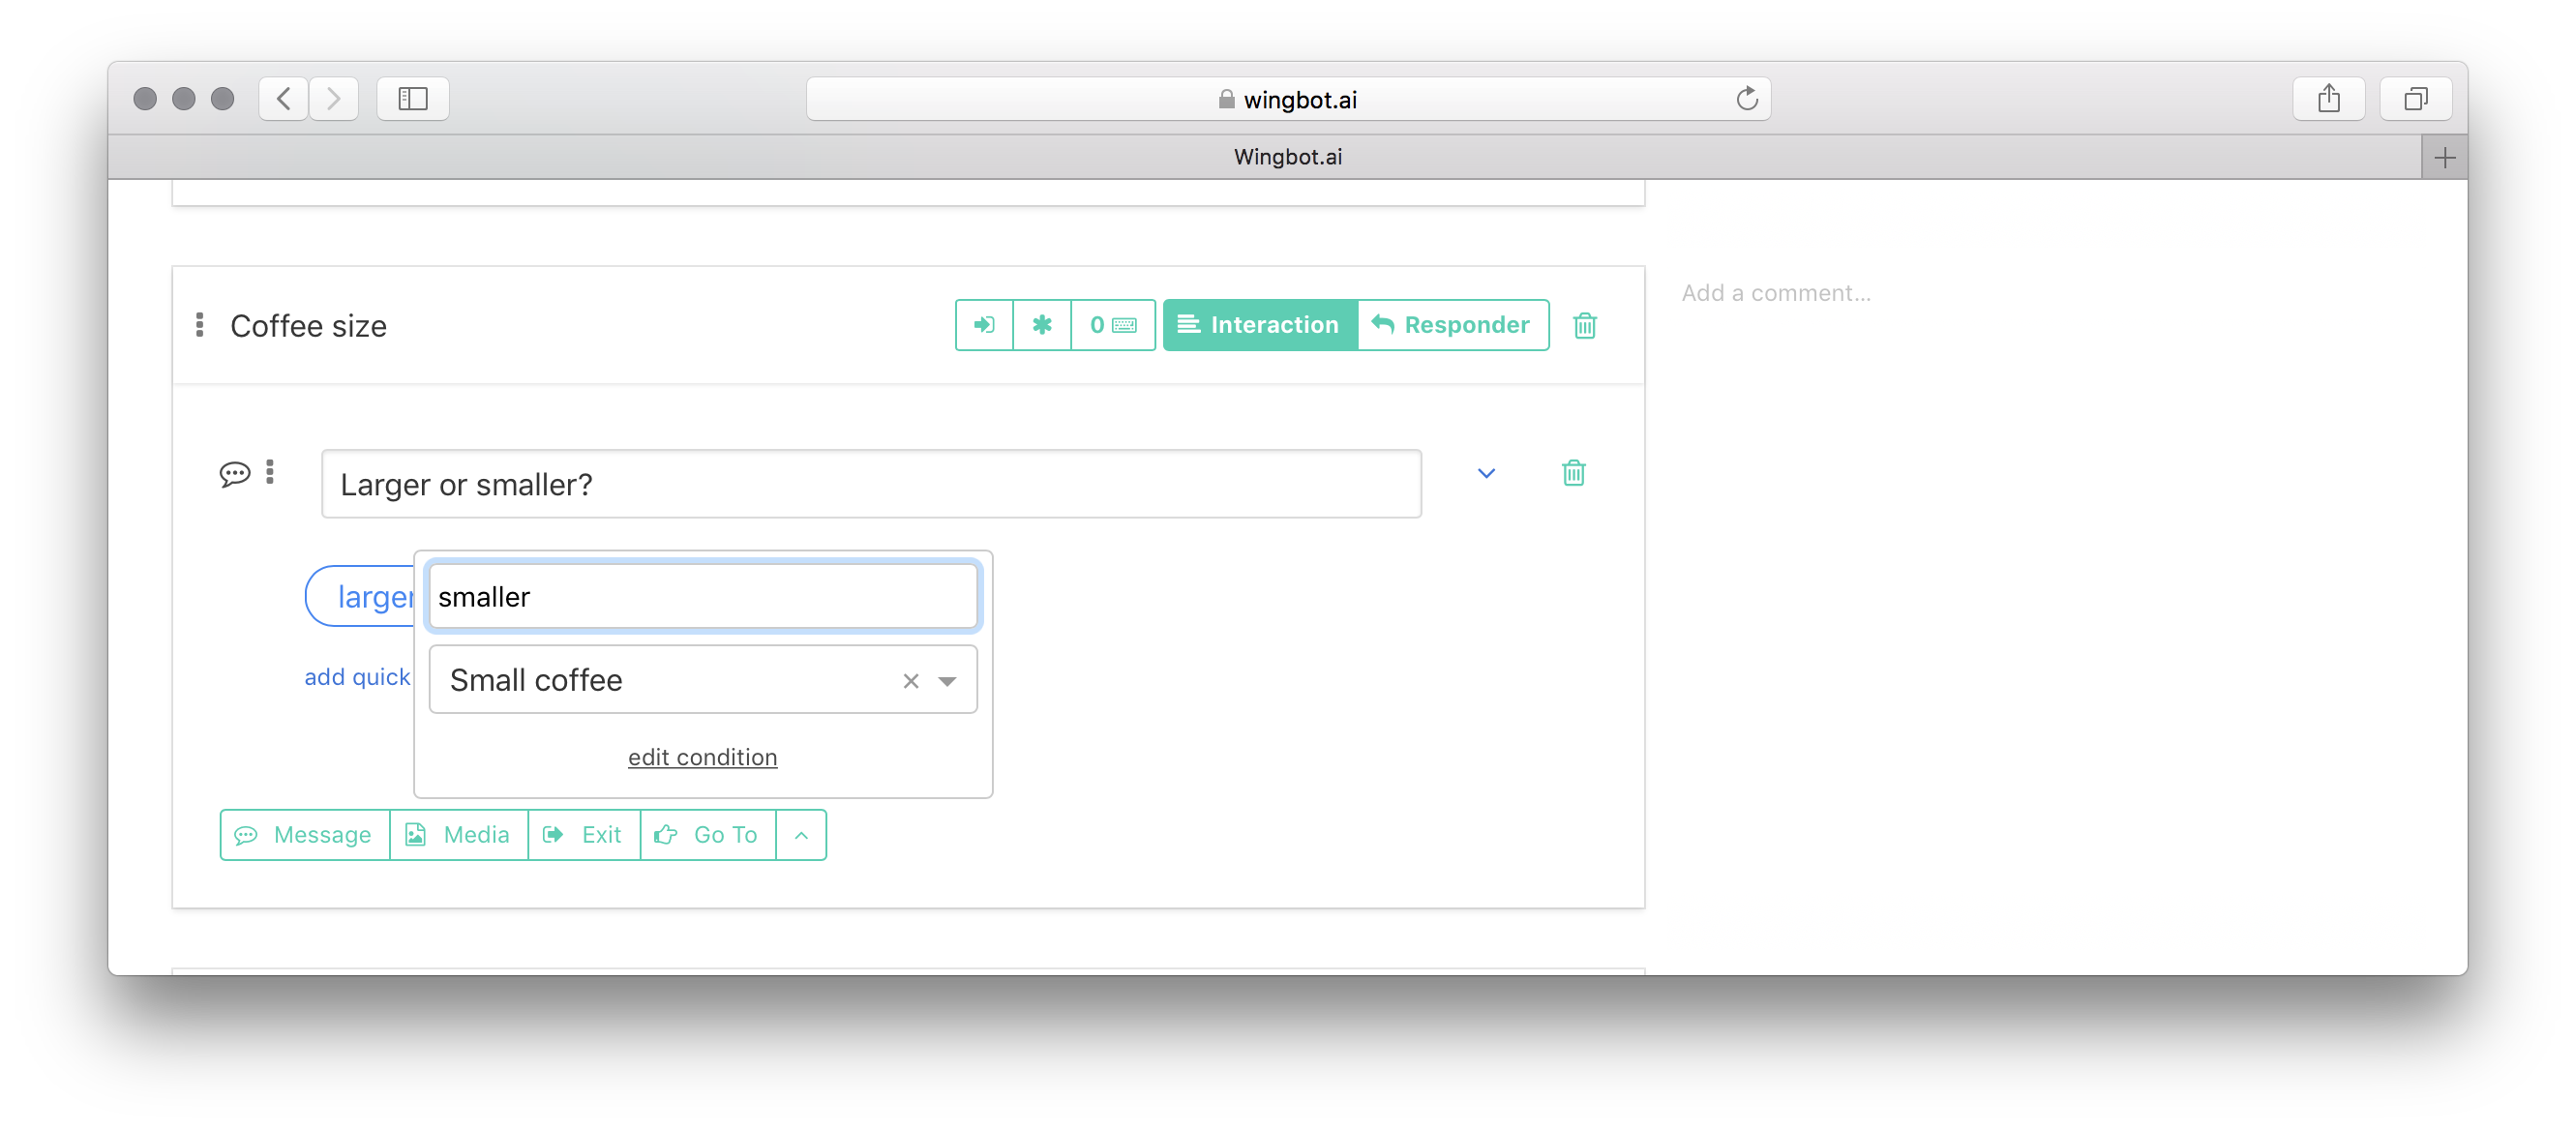 wingbot.ai
Wingbot.ai
Add a comment...
Coffee size
0
Interaction
Responder
Larger or smaller?
larger
smaller
add quick
Small coffee
edit condition
Message
Media
Exit
Go To